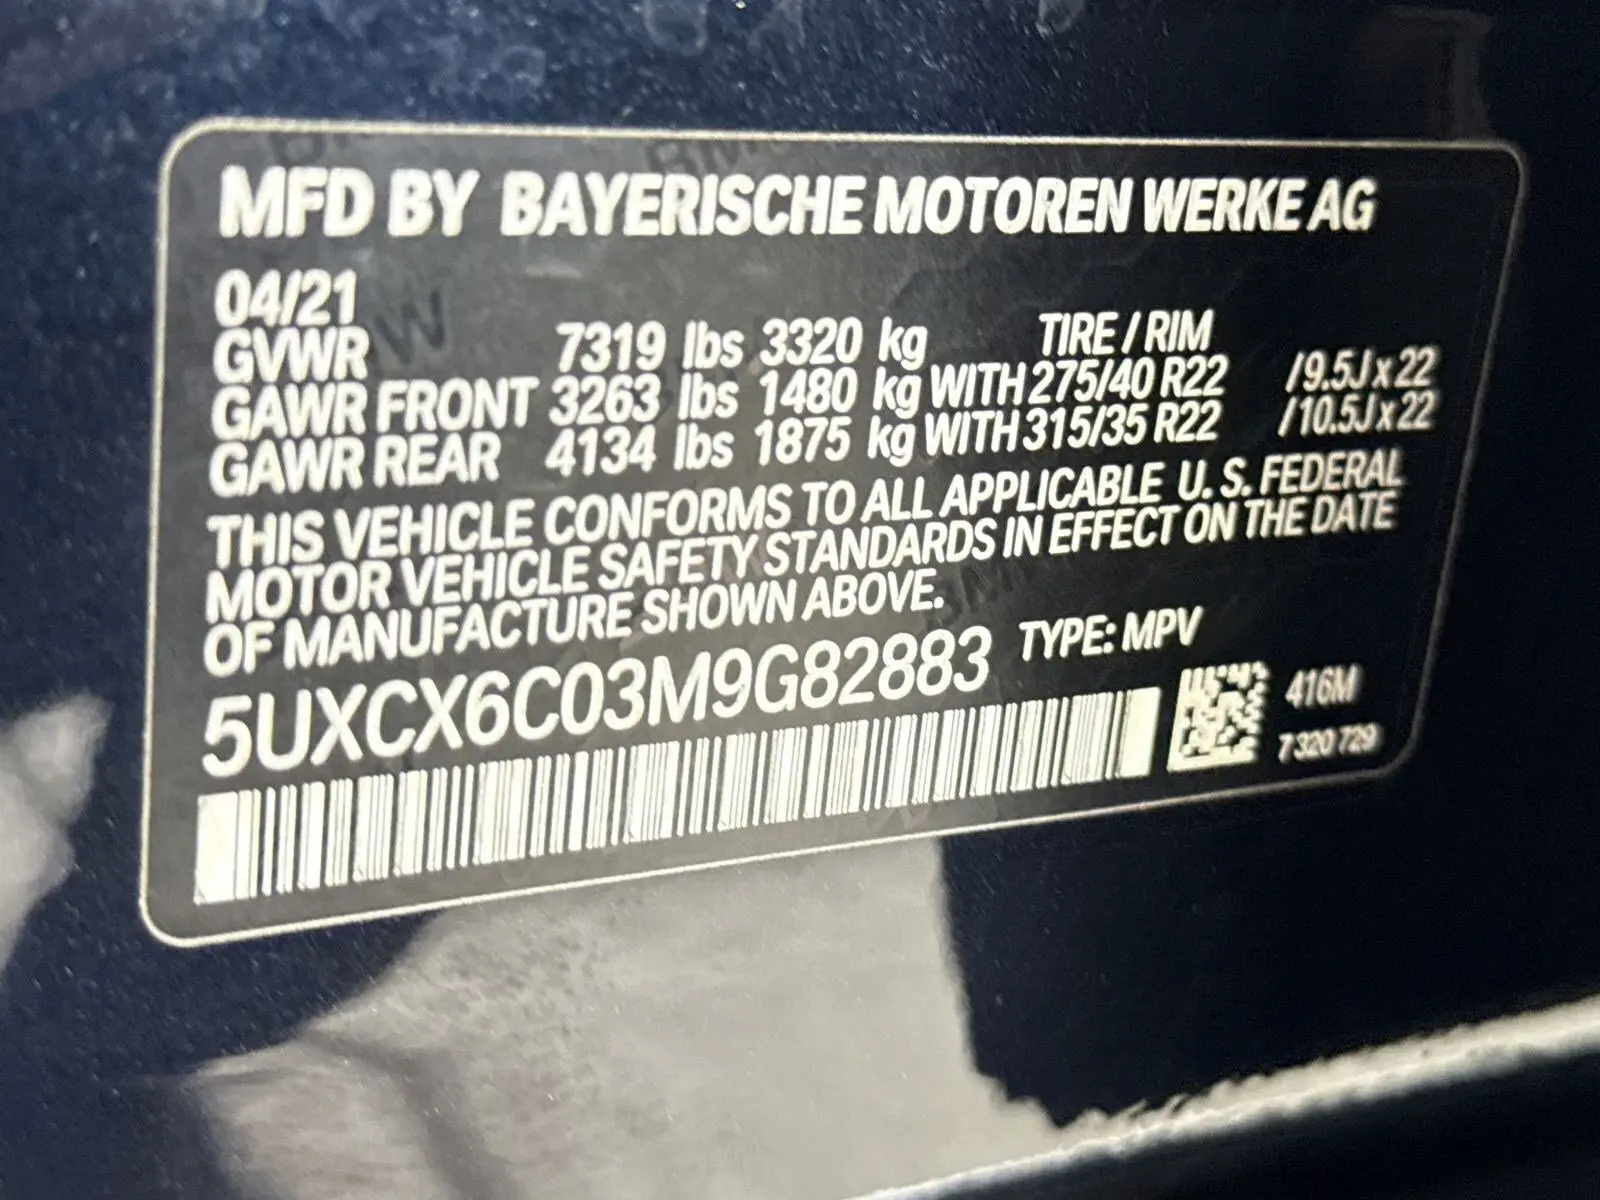 MFD BY BAYERISCHE MOTOREN WERKE AG
04/21
GVWR 7319 lbs 3320 kg TIRE / RIM
GAWR FRONT 3263 lbs 1480 kg WITH 275/40 R22 /9.5J x 22
GAWR REAR 4134 lbs 1875 kg WITH 315/35 R22 /10.5J x 22
THIS VEHICLE CONFORMS TO ALL APPLICABLE U. S. FEDERAL
MOTOR VEHICLE SAFETY STANDARDS IN EFFECT ON THE DATE
OF MANUFACTURE SHOWN ABOVE.
5UXCX6C03M9G82883 TYPE: MPV
416M
7 320 729